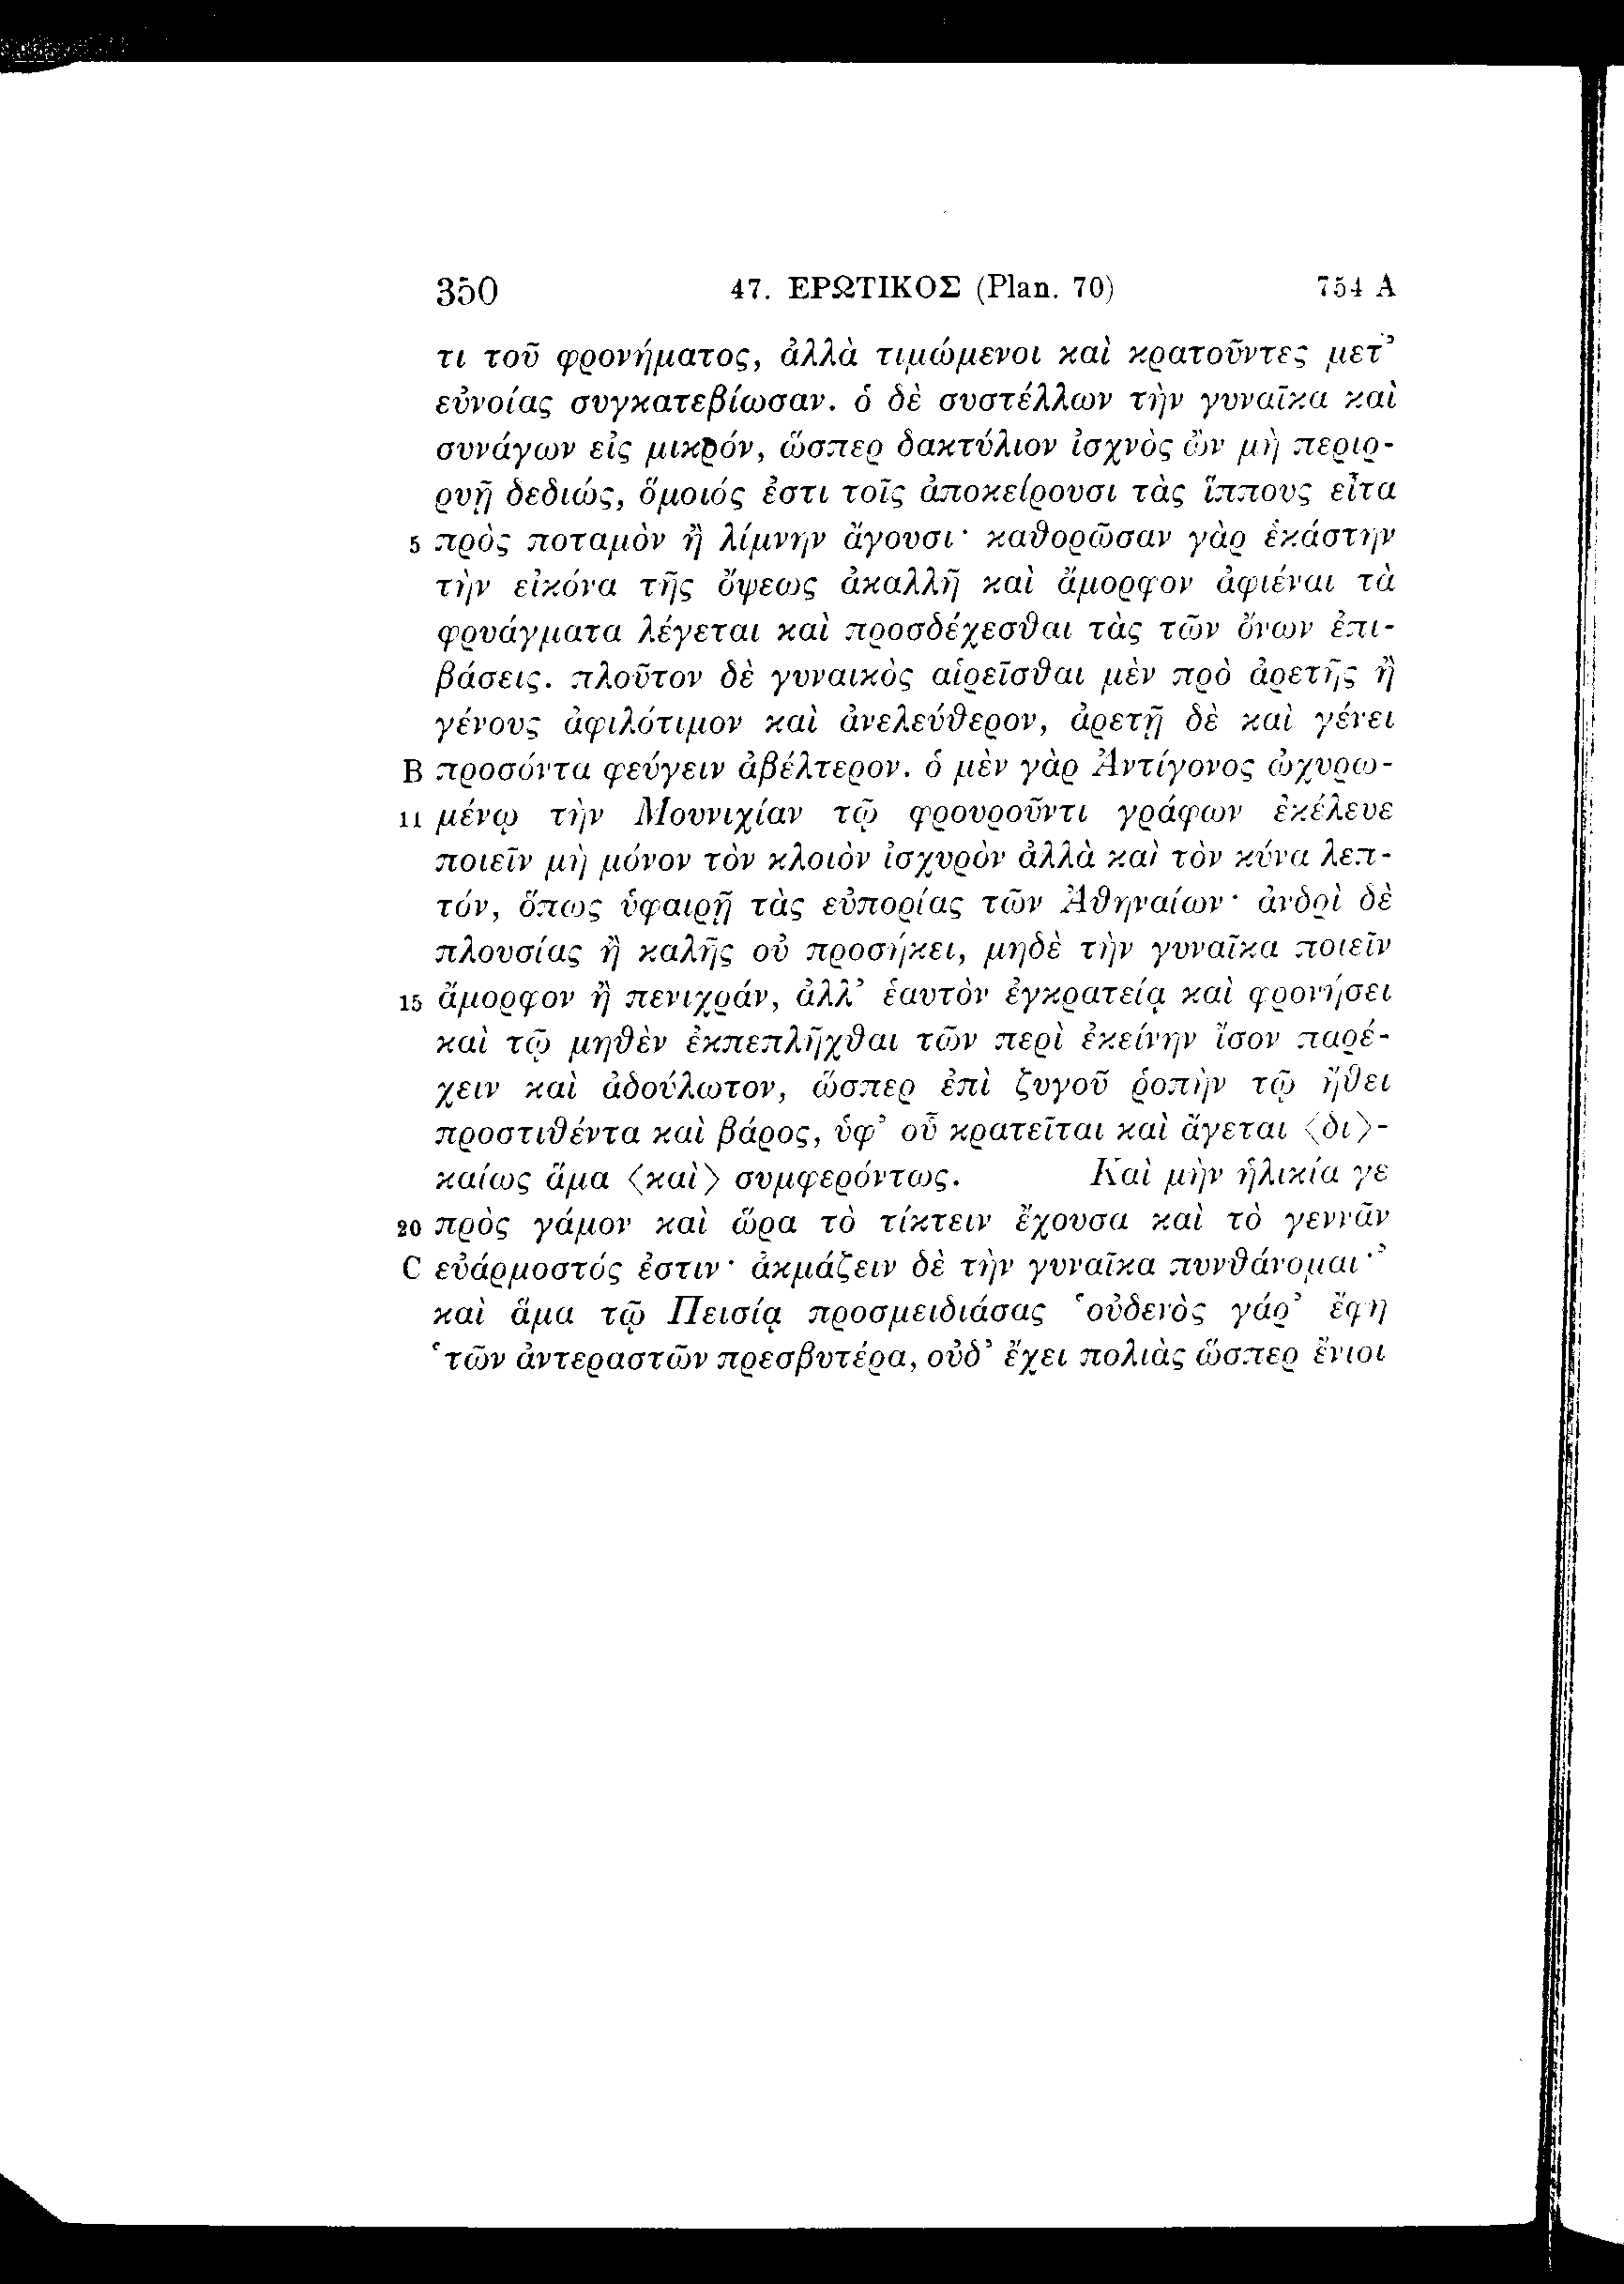 350 47. ΕΡΩΤΙΚΟΣ (Plan. 70) 754 A
τι τοῦ φρονήματος, ἀλλὰ τιμώμενοι καὶ κρατοῦντες μετ’
εὐνοίας συγκατεβίωσαν. ὁ δὲ συστέλλων τὴν γυναῖκα καὶ
συνάγων εἰς μικρόν, ὥσπερ δακτύλιον ἰσχνὸς ὢν μὴ περιρ-
ρυῇ δεδιώς, ὅμοιός ἐστι τοῖς ἀποκείρουσι τὰς ἵππους εἶτα
5 πρὸς ποταμὸν ἢ λίμνην ἄγουσι· καθορῶσαν γὰρ ἑκάστην
τὴν εἰκόνα τῆς ὄψεως ἀκαλλῆ καὶ ἄμορφον ἀφιέναι τὰ
φρυάγματα λέγεται καὶ προσδέχεσθαι τὰς τῶν ὄνων ἐπι-
βάσεις. πλοῦτον δὲ γυναικὸς αἱρεῖσθαι μὲν πρὸ ἀρετῆς ἢ
γένους ἀφιλότιμον καὶ ἀνελεύθερον, ἀρετῇ δὲ καὶ γένει
B προσόντα φεύγειν ἀβέλτερον. ὁ μὲν γὰρ Ἀντίγονος ὠχυρω-
11 μένῳ τὴν Μουνιχίαν τῷ φρουροῦντι γράφων ἐκέλευε
ποιεῖν μὴ μόνον τὸν κλοιὸν ἰσχυρὸν ἀλλὰ καὶ τὸν κύνα λεπ-
τόν, ὅπως ὑφαιρῇ τὰς εὐπορίας τῶν Ἀθηναίων· ἀνδρὶ δὲ
πλουσίας ἢ καλῆς οὐ προσήκει, μηδὲ τὴν γυναῖκα ποιεῖν
15 ἄμορφον ἢ πενιχράν, ἀλλ’ ἑαυτὸν ἐγκρατείᾳ καὶ φρονήσει
καὶ τῷ μηθὲν ἐκπεπλῆχθαι τῶν περὶ ἐκείνην ἴσον παρέ-
χειν καὶ ἀδούλωτον, ὥσπερ ἐπὶ ζυγοῦ ῥοπὴν τῷ ἤθει
προστιθέντα καὶ βάρος, ὑφ’ οὗ κρατεῖται καὶ ἄγεται ⟨δι⟩-
καίως ἅμα ⟨καὶ⟩ συμφερόντως. Καὶ μὴν ἡλικία γε
20 πρὸς γάμον καὶ ὥρα τὸ τίκτειν ἔχουσα καὶ τὸ γεννᾶν
C εὐάρμοστός ἐστιν· ἀκμάζειν δὲ τὴν γυναῖκα πυνθάνομαι·’
καὶ ἅμα τῷ Πεισίᾳ προσμειδιάσας ‘οὐδενὸς γάρ’ ἔφη
‘τῶν ἀντεραστῶν πρεσβυτέρα, οὐδ’ ἔχει πολιὰς ὥσπερ ἔνιοι